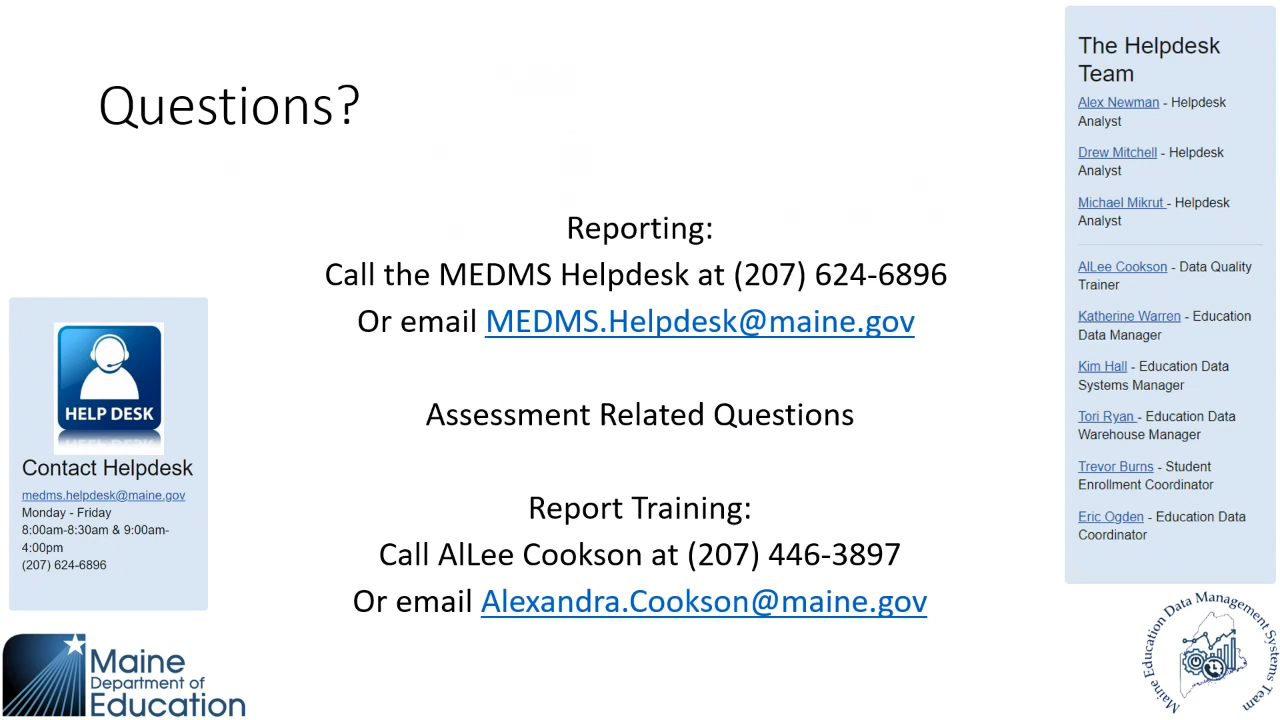 Questions?
Reporting:
Call the MEDMS Helpdesk at (207) 624-6896
Or email MEDMS.Helpdesk@maine.gov
Assessment Related Questions
Report Training:
Call AlLee Cookson at (207) 446-3897
Or email Alexandra.Cookson@maine.gov
HELP DESK
Contact Helpdesk
medms.helpdesk@maine.gov
Monday - Friday
8:00am-8:30am & 9:00am-
4:00pm
(207) 624-6896
Maine
Department of
Education
The Helpdesk
Team
Alex Newman - Helpdesk
Analyst
Drew Mitchell - Helpdesk
Analyst
Michael Mikrut - Helpdesk
Analyst
AlLee Cookson - Data Quality
Trainer
Katherine Warren - Education
Data Manager
Kim Hall - Education Data
Systems Manager
Tori Ryan - Education Data
Warehouse Manager
Trevor Burns - Student
Enrollment Coordinator
Eric Ogden - Education Data
Coordinator
Maine Education Data Management Systems Team